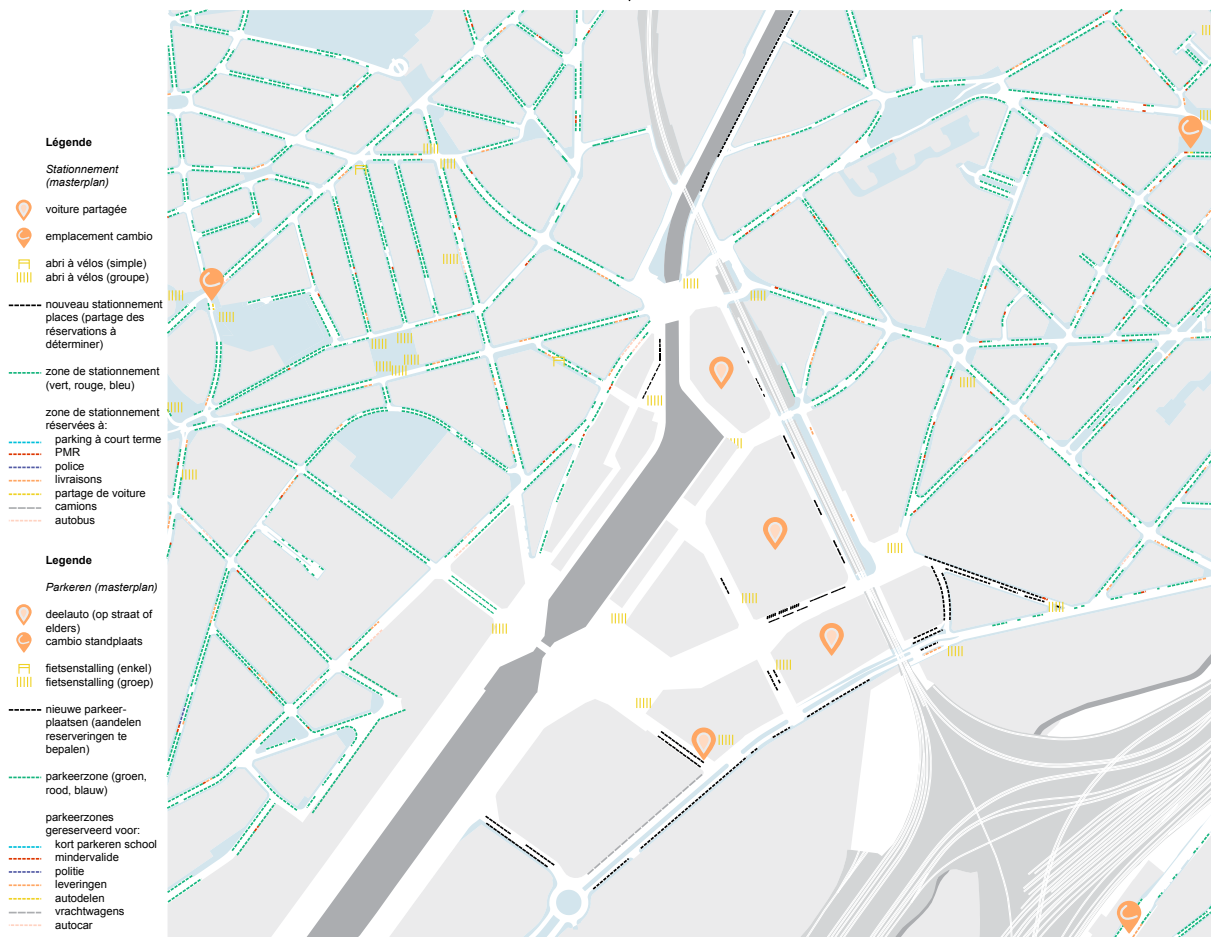 Légende
Stationnement
(masterplan)
voiture partagée
emplacement cambio
abri à vélos (simple)
abri à vélos (groupe)
nouveau stationnement
places (partage des
réservations à
déterminer)
zone de stationnement
(vert, rouge, bleu)
zone de stationnement
réservées à:
parking à court terme
PMR
police
livraisons
partage de voiture
camions
autobus
Legende
Parkeren (masterplan)
deelauto (op straat of
elders)
cambio standplaats
fietsenstalling (enkel)
fietsenstalling (groep)
nieuwe parkeer-
plaatsen (aandelen
reserveringen te
bepalen)
parkeerzone (groen,
rood, blauw)
parkeerzones
gereserveerd voor:
kort parkeren school
mindervalide
politie
leveringen
autodelen
vrachtwagens
autocar